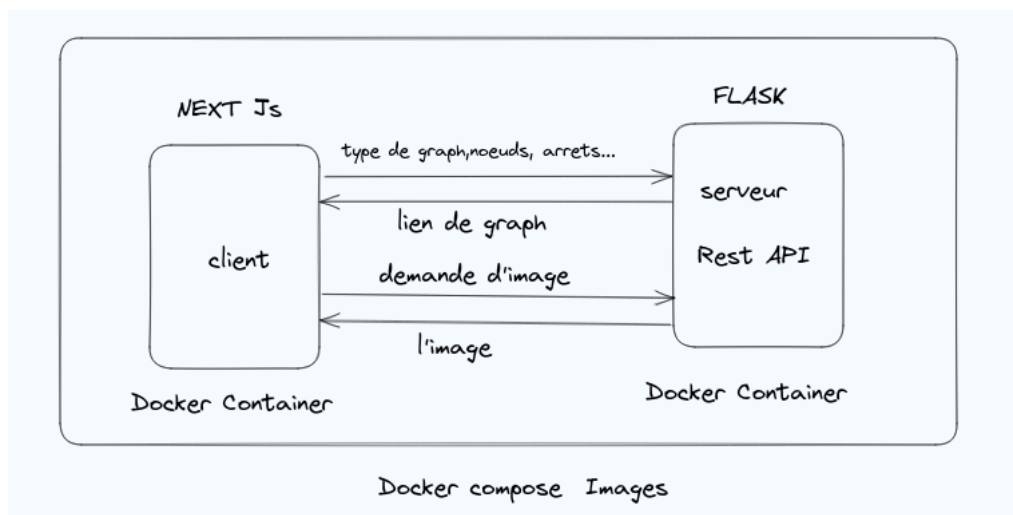 NEXT Js
FLASK
type de graph,noeuds, arrets...
serveur
lien de graph
client
Rest API
demande d'image
l'image
Docker Container
Docker Container
Docker compose Images